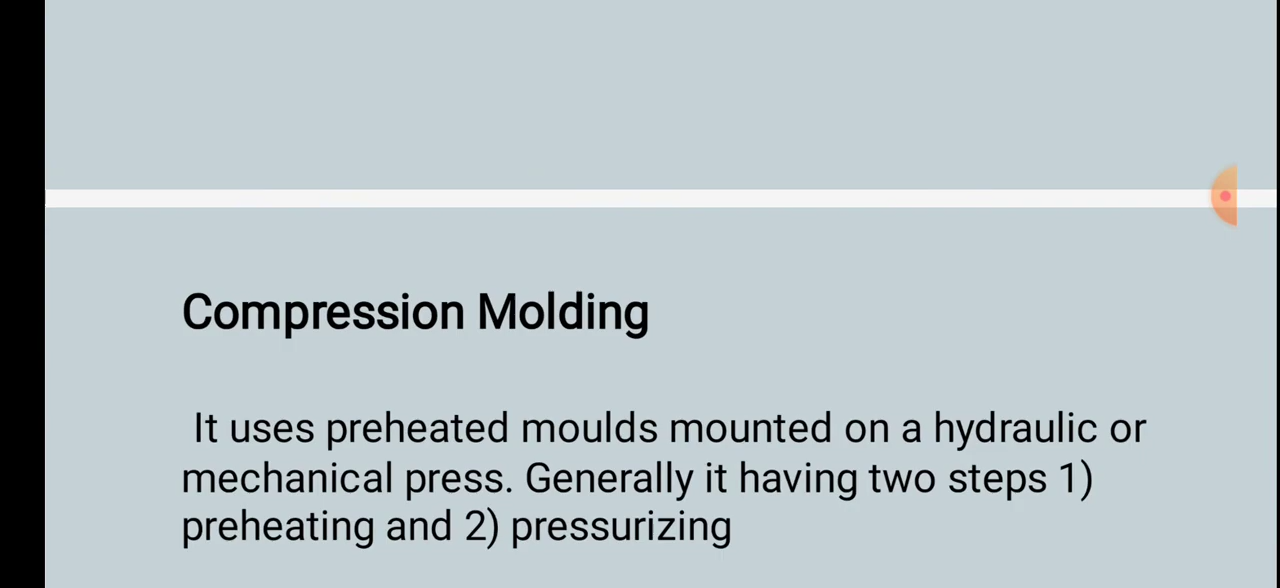 Compression Molding
It uses preheated moulds mounted on a hydraulic or
mechanical press. Generally it having two steps 1)
preheating and 2) pressurizing